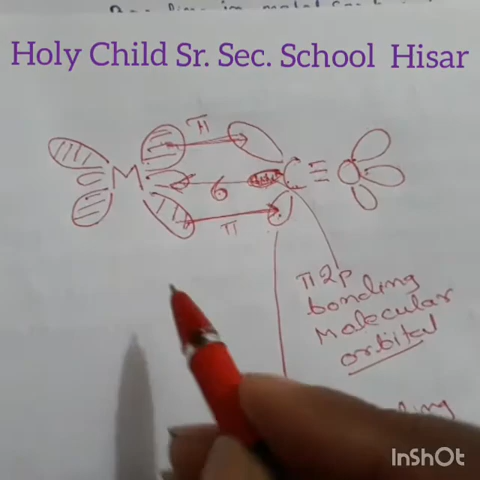 Holy Child Sr. Sec. School Hisar
π
M σ C ≡ O
π
π2p
bonding
Molecular
orbital
InShOt